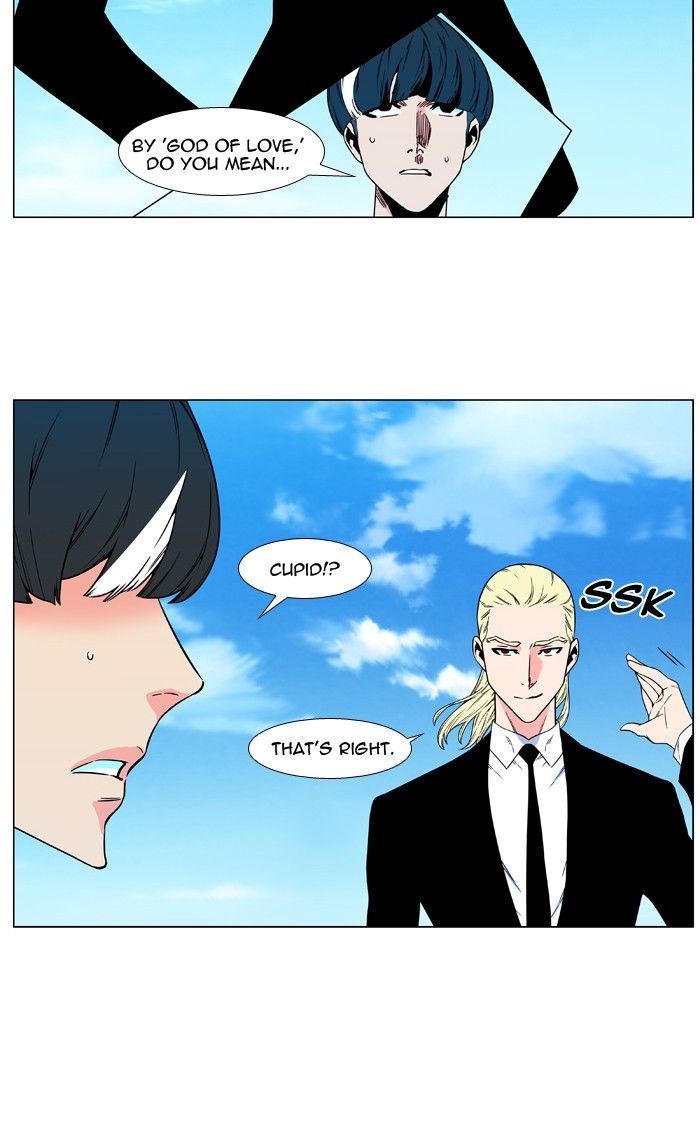 BY 'GOD OF LOVE,'
DO YOU MEAN...
CUPID!?
SSK
THAT'S RIGHT.